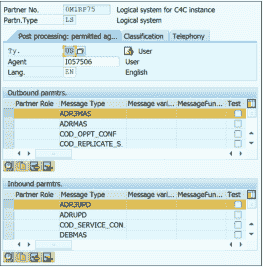 Partner No. 0M1RF75 Logical system for C4C instance
Partn.Type LS Logical system
Post processing: permitted ag... Classification Telephony
Ty. US User
Agent I057506 User
Lang. EN English
Outbound parmtrs.
Partner Role Message Type Message vari... MessageFun... Test
ADR3MAS
ADRMAS
COD_OPPT_CONF
COD_REPLICATE_S
Inbound parmtrs.
Partner Role Message Type Message vari... MessageFun... Test
ADR3UPD
ADRUPD
COD_SERVICE_CON
DEBMAS